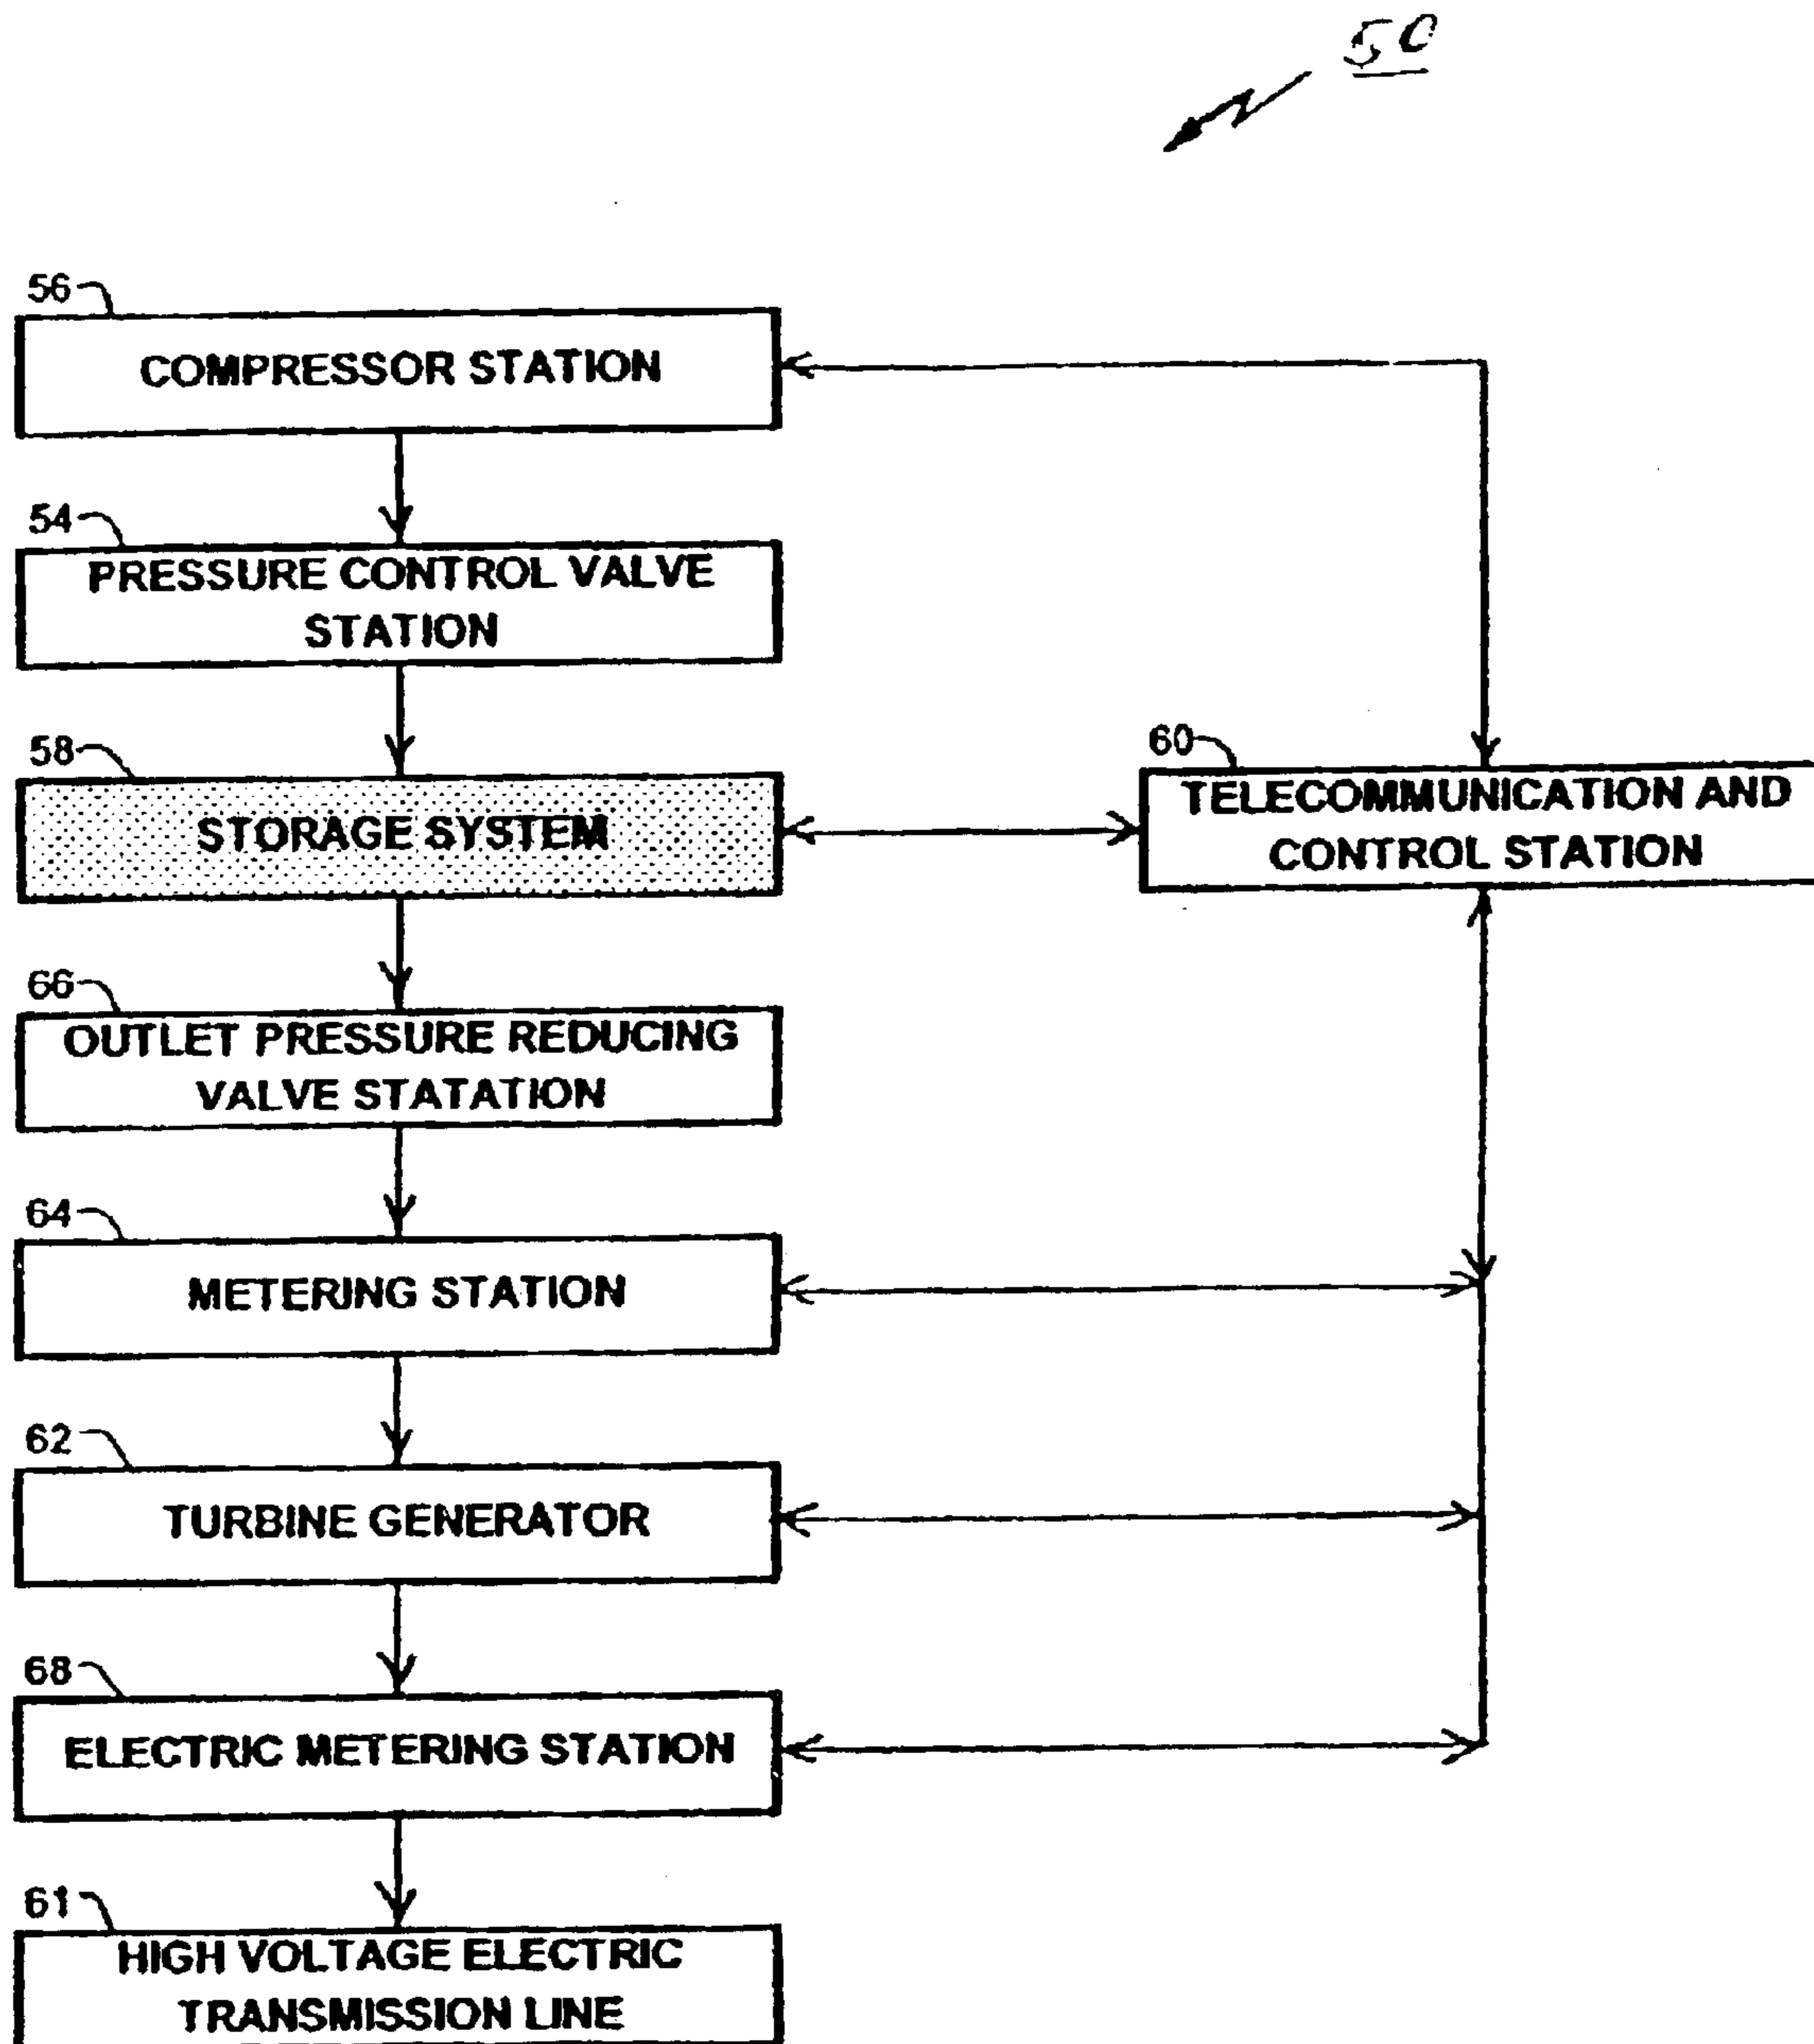 50
56
COMPRESSOR STATION
54
PRESSURE CONTROL VALVE
STATION
58
STORAGE SYSTEM
60
TELECOMMUNICATION AND
CONTROL STATION
66
OUTLET PRESSURE REDUCING
VALVE STATATION
64
METERING STATION
62
TURBINE GENERATOR
68
ELECTRIC METERING STATION
61
HIGH VOLTAGE ELECTRIC
TRANSMISSION LINE